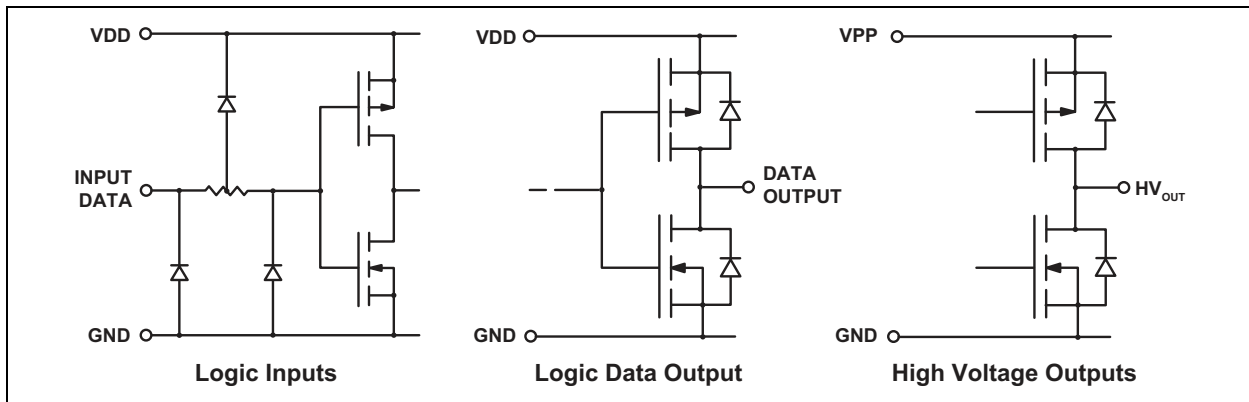 VDD
INPUT
DATA
GND
Logic Inputs
VDD
DATA
OUTPUT
GND
Logic Data Output
VPP
HVOUT
GND
High Voltage Outputs